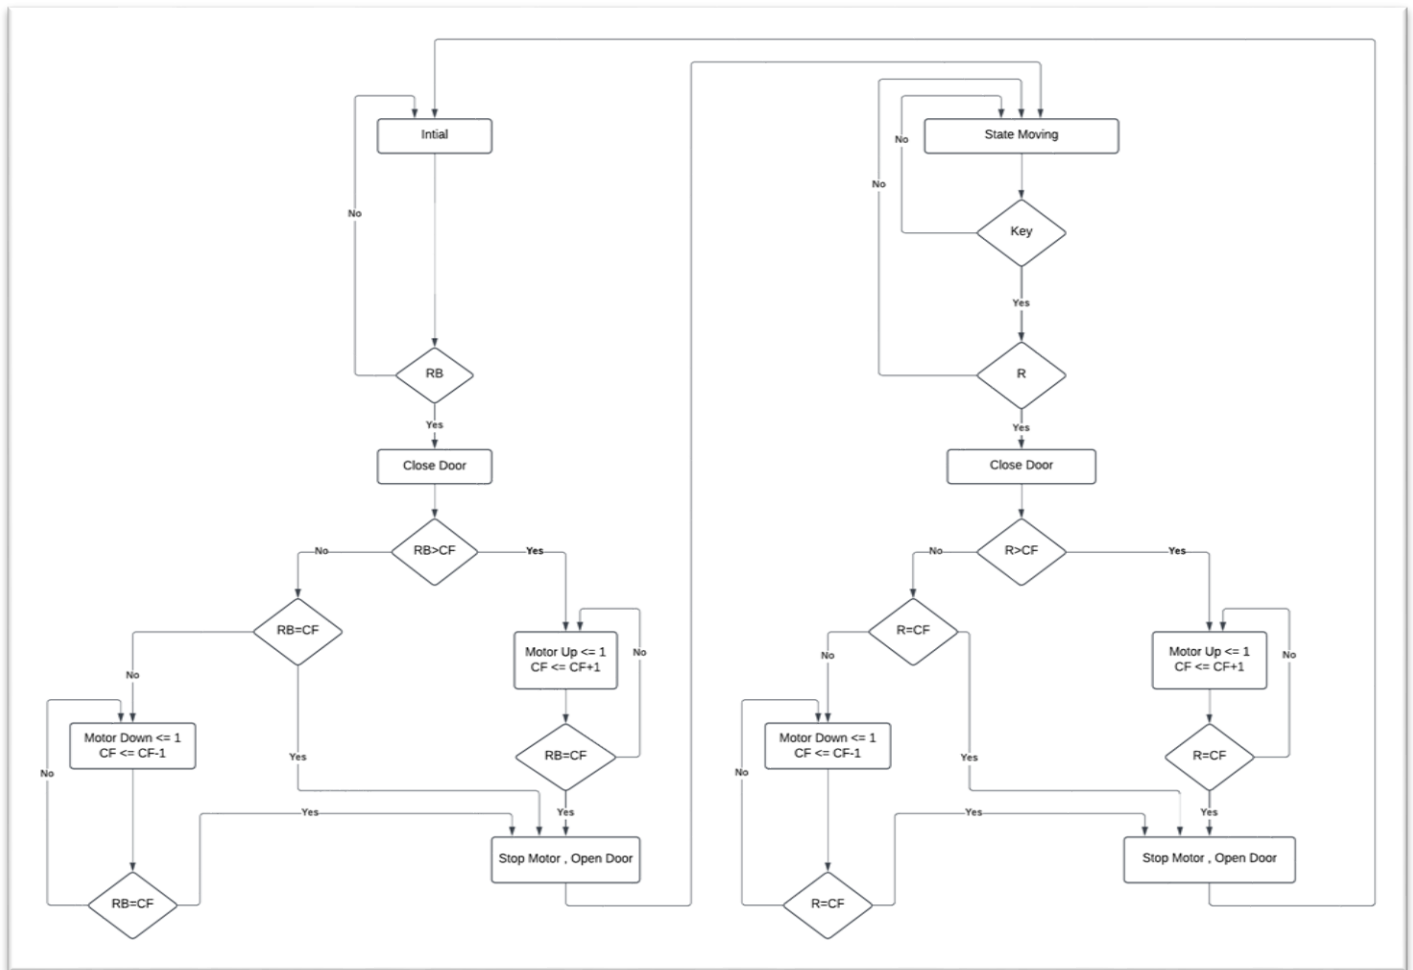 Intial
No
RB
Yes
Close Door
RB>CF
No
Yes
RB=CF
No
Yes
Motor Up <= 1
CF <= CF+1
No
Motor Down <= 1
CF <= CF-1
No
RB=CF
Yes
Yes
Stop Motor , Open Door
RB=CF
State Moving
No
No
Key
Yes
R
Yes
Close Door
R>CF
No
Yes
R=CF
No
Yes
Motor Up <= 1
CF <= CF+1
No
Motor Down <= 1
CF <= CF-1
No
R=CF
Yes
Yes
Stop Motor , Open Door
R=CF